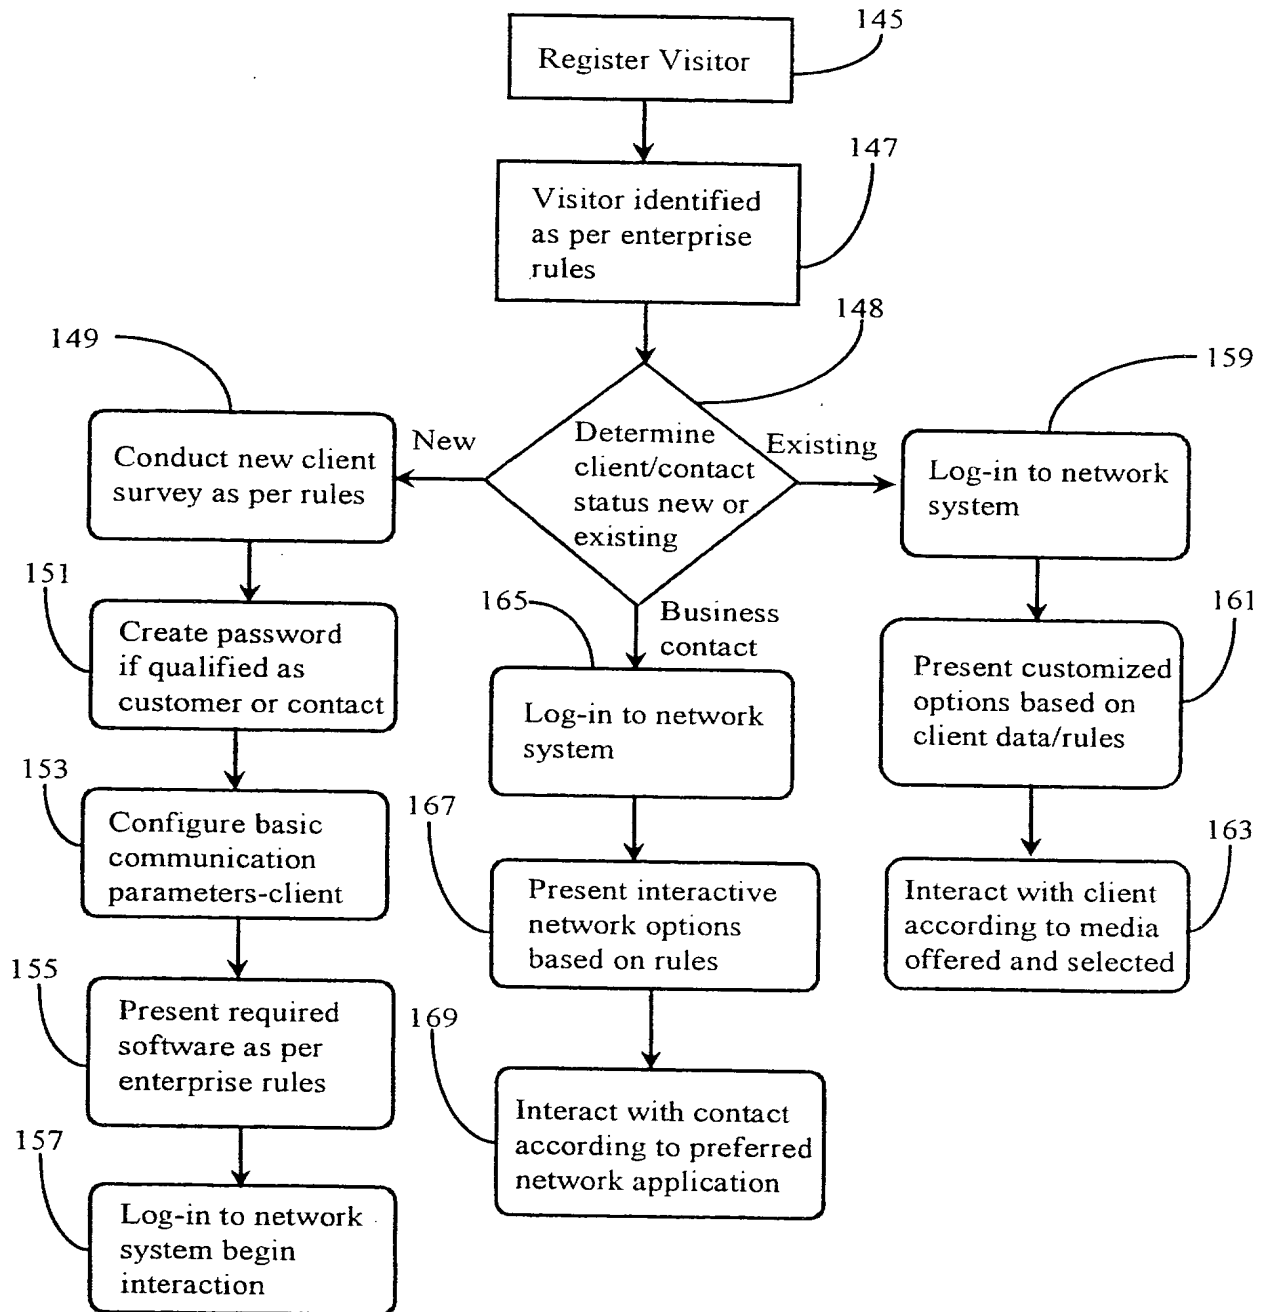 145
Register Visitor
147
Visitor identified
as per enterprise
rules
148
Determine
client/contact
status new or
existing
New
Existing
Business
contact
149
Conduct new client
survey as per rules
151
Create password
if qualified as
customer or contact
153
Configure basic
communication
parameters-client
155
Present required
software as per
enterprise rules
157
Log-in to network
system begin
interaction
165
Log-in to network
system
167
Present interactive
network options
based on rules
169
Interact with contact
according to preferred
network application
159
Log-in to network
system
161
Present customized
options based on
client data/rules
163
Interact with client
according to media
offered and selected